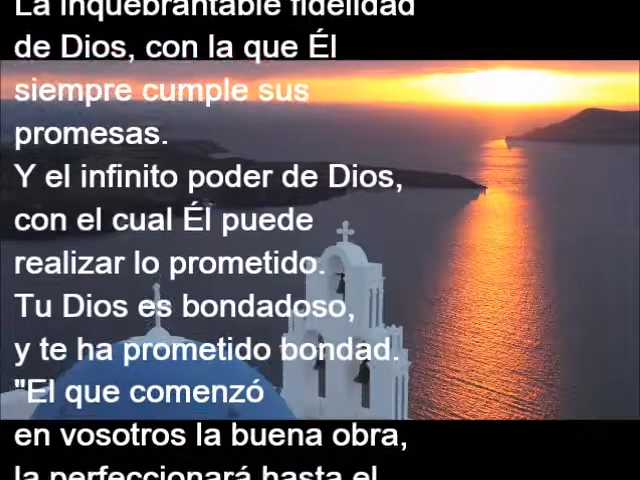 La inquebrantable fidelidad
de Dios, con la que Él
siempre cumple sus
promesas.
Y el infinito poder de Dios,
con el cual Él puede
realizar lo prometido.
Tu Dios es bondadoso,
y te ha prometido bondad.
"El que comenzó
en vosotros la buena obra,
la perfeccionará hasta el